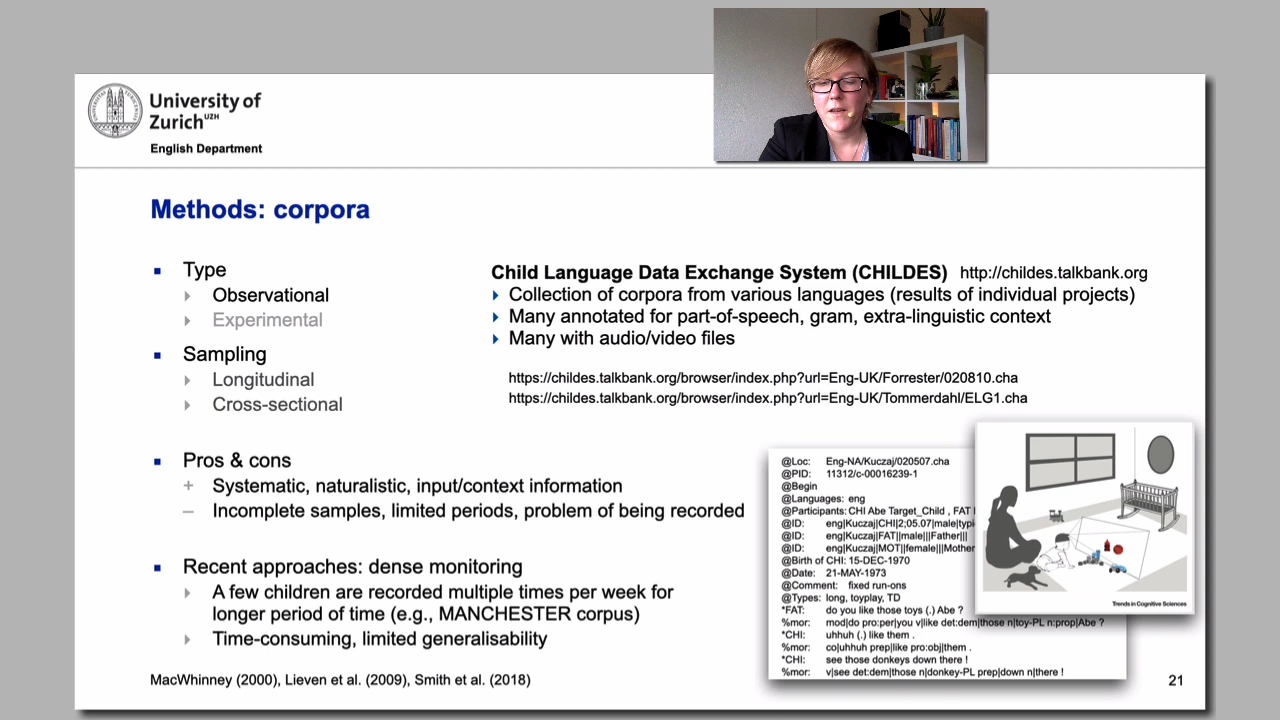 University of
Zurich UZH
English Department
Methods: corpora
Type
Observational
Experimental
Sampling
Longitudinal
Cross-sectional
Pros & cons
+ Systematic, naturalistic, input/context information
– Incomplete samples, limited periods, problem of being recorded
Recent approaches: dense monitoring
A few children are recorded multiple times per week for
longer period of time (e.g., MANCHESTER corpus)
Time-consuming, limited generalisability
MacWhinney (2000), Lieven et al. (2009), Smith et al. (2018)
Child Language Data Exchange System (CHILDES) http://childes.talkbank.org
Collection of corpora from various languages (results of individual projects)
Many annotated for part-of-speech, gram, extra-linguistic context
Many with audio/video files
https://childes.talkbank.org/browser/index.php?url=Eng-UK/Forrester/020810.cha
https://childes.talkbank.org/browser/index.php?url=Eng-UK/Tommerdahl/ELG1.cha
@Loc: Eng-NA/Kuczaj/020507.cha
@PID: 11312/c-00016239-1
@Begin
@Languages: eng
@Participants: CHI Abe Target_Child , FAT
@ID: eng|Kuczaj|CHI|2;05.07|male|typi
@ID: eng|Kuczaj|FAT||male|||Father|||
@ID: eng|Kuczaj|MOT||female|||Mother
@Birth of CHI: 15-DEC-1970
@Date: 21-MAY-1973
@Comment: fixed run-ons
@Types: long, toyplay, TD
*FAT: do you like those toys (.) Abe ?
%mor: mod|do pro:per|you v|like det:dem|those n|toy-PL n:prop|Abe ?
*CHI: uhhuh (.) like them .
%mor: co|uhhuh prep|like pro:obj|them .
*CHI: see those donkeys down there !
%mor: v|see det:dem|those n|donkey-PL prep|down n|there !
Trends in Cognitive Sciences
21